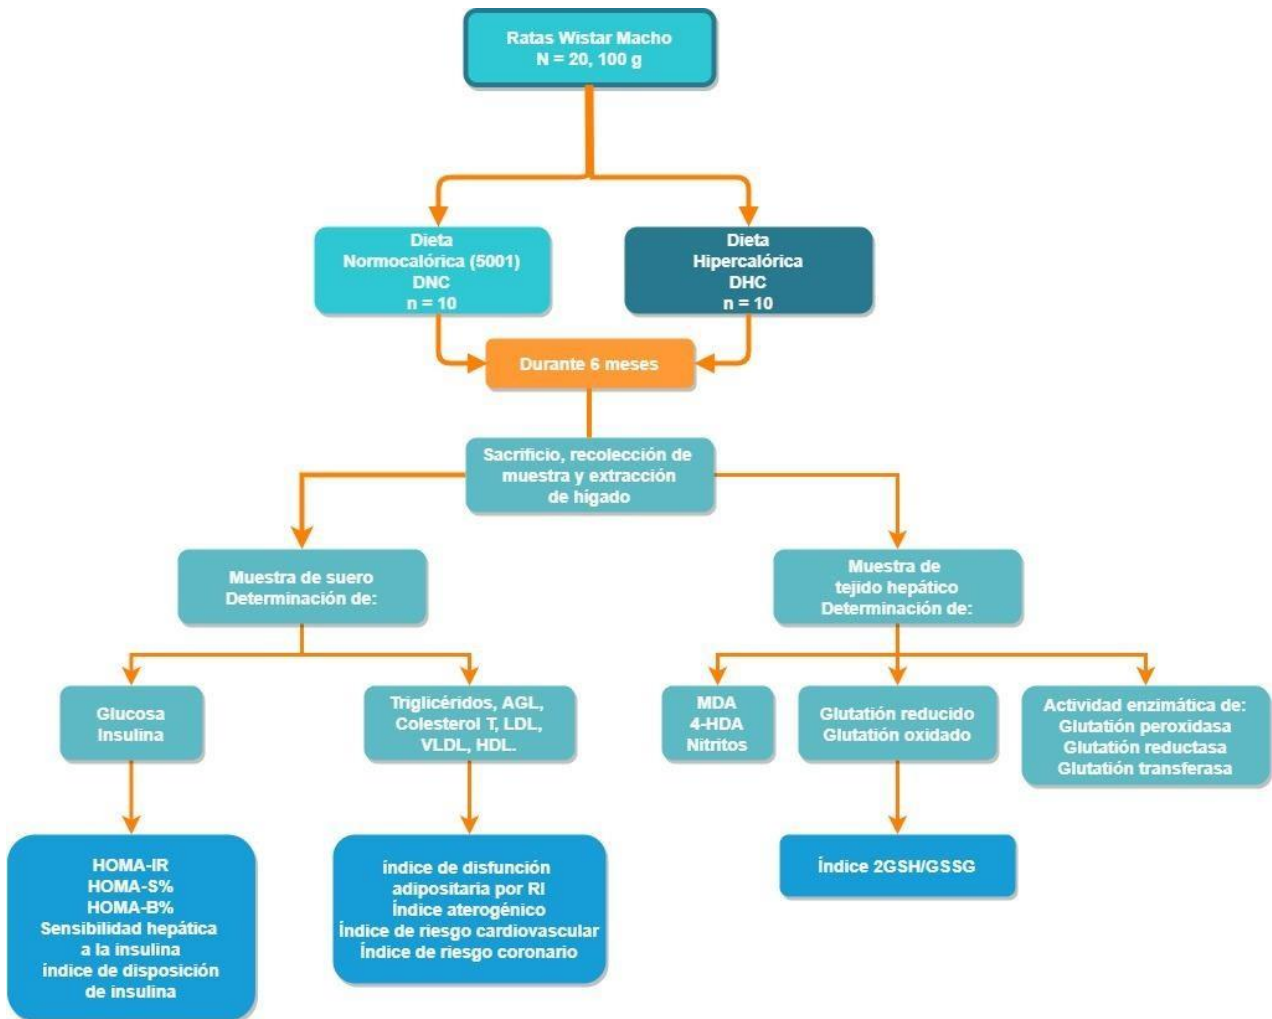 Ratas Wistar Macho
N = 20, 100 g
Dieta
Normocalórica (5001)
DNC
n = 10
Dieta
Hipercalórica
DHC
n = 10
Durante 6 meses
Sacrificio, recolección de
muestra y extracción
de hígado
Muestra de suero
Determinación de:
Muestra de
tejido hepático
Determinación de:
Glucosa
Insulina
Triglicéridos, AGL,
Colesterol T, LDL,
VLDL, HDL.
MDA
4-HDA
Nitritos
Glutatión reducido
Glutatión oxidado
Actividad enzimática de:
Glutatión peroxidasa
Glutatión reductasa
Glutatión transferasa
HOMA-IR
HOMA-S%
HOMA-B%
Sensibilidad hepática
a la insulina
índice de disposición
de insulina
índice de disfunción
adipositaria por RI
Índice aterogénico
Índice de riesgo cardiovascular
Índice de riesgo coronario
Índice 2GSH/GSSG